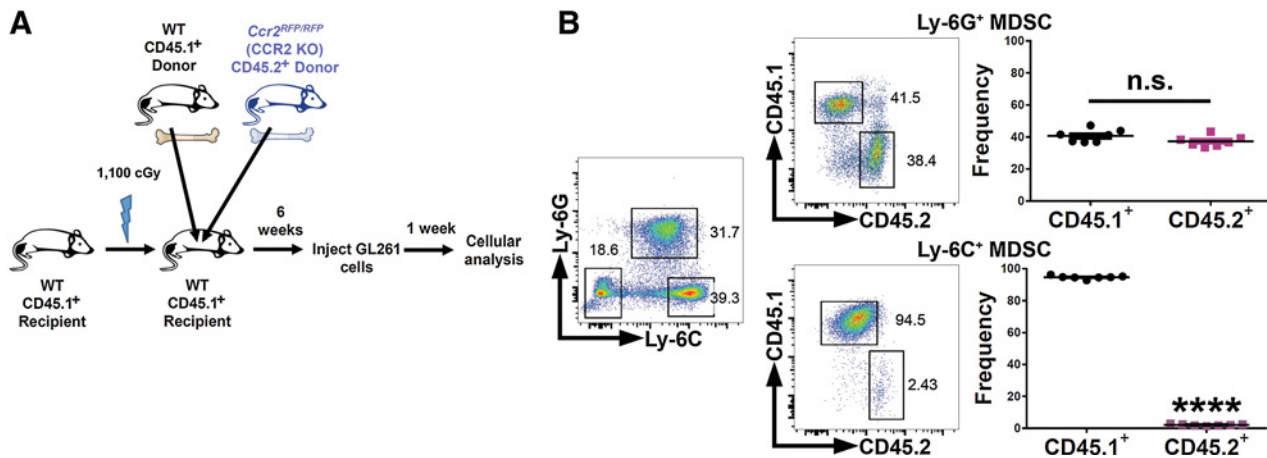 A
WT
CD45.1+
Donor
Ccr2RFP/RFP
(CCR2 KO)
CD45.2+ Donor
1,100 cGy
6
weeks
Inject GL261
cells
1 week
Cellular
analysis
WT
CD45.1+
Recipient
WT
CD45.1+
Recipient
B
Ly-6G
18.6
31.7
39.3
Ly-6C
Ly-6G+ MDSC
CD45.1
41.5
38.4
CD45.2
Frequency
100
80
60
40
20
0
n.s.
CD45.1+
CD45.2+
Ly-6C+ MDSC
CD45.1
94.5
2.43
CD45.2
Frequency
100
80
60
40
20
0
****
CD45.1+
CD45.2+